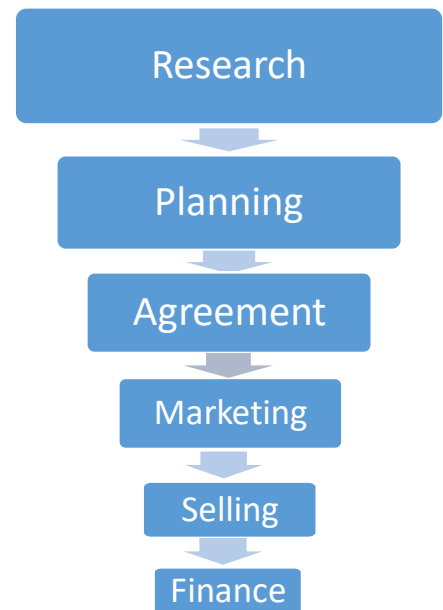 Research
Planning
Agreement
Marketing
Selling
Finance